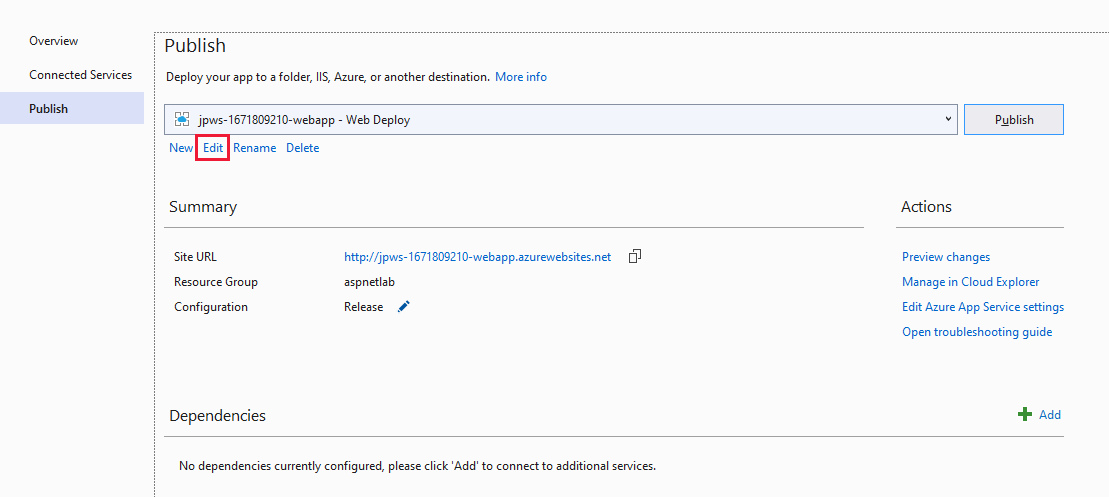 Overview
Connected Services
Publish
Publish
Deploy your app to a folder, IIS, Azure, or another destination. More info
jpws-1671809210-webapp - Web Deploy
Publish
New Edit Rename Delete
Summary
Site URL http://jpws-1671809210-webapp.azurewebsites.net
Resource Group aspnetlab
Configuration Release
Actions
Preview changes
Manage in Cloud Explorer
Edit Azure App Service settings
Open troubleshooting guide
Dependencies
Add
No dependencies currently configured, please click 'Add' to connect to additional services.